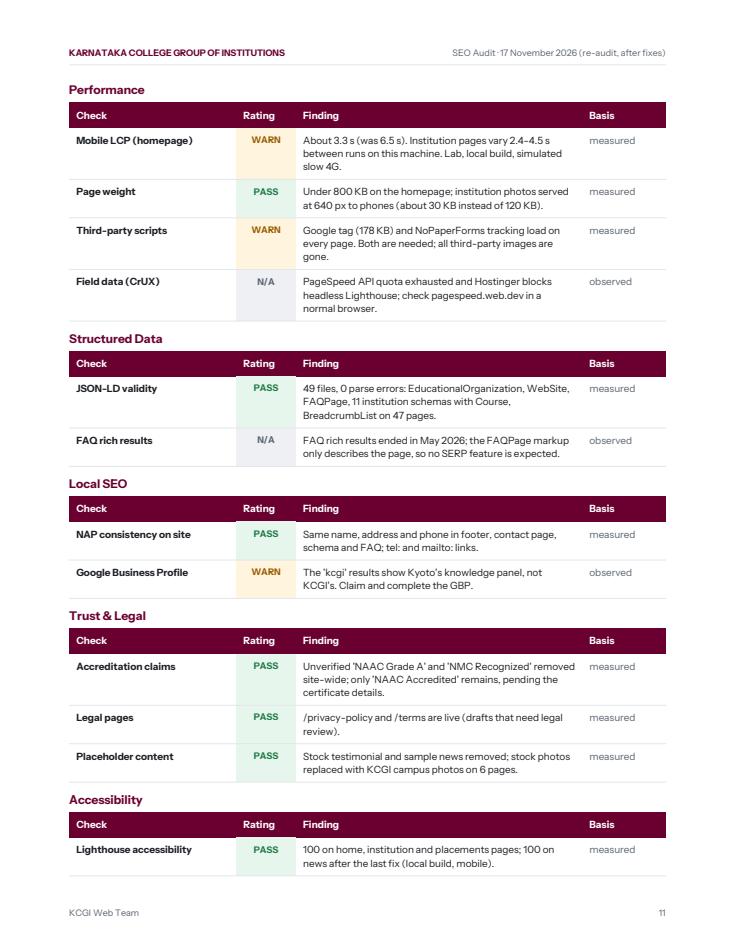 KARNATAKA COLLEGE GROUP OF INSTITUTIONS
SEO Audit · 17 November 2026 (re-audit, after fixes)
Performance
Check Rating Finding Basis
Mobile LCP (homepage) WARN About 3.3 s (was 6.5 s). Institution pages vary 2.4–4.5 s measured
between runs on this machine. Lab, local build, simulated
slow 4G.
Page weight PASS Under 800 KB on the homepage; institution photos served measured
at 640 px to phones (about 30 KB instead of 120 KB).
Third-party scripts WARN Google tag (178 KB) and NoPaperForms tracking load on measured
every page. Both are needed; all third-party images are
gone.
Field data (CrUX) N/A PageSpeed API quota exhausted and Hostinger blocks observed
headless Lighthouse; check pagespeed.web.dev in a
normal browser.
Structured Data
Check Rating Finding Basis
JSON-LD validity PASS 49 files, 0 parse errors: EducationalOrganization, WebSite, measured
FAQPage, 11 institution schemas with Course,
BreadcrumbList on 47 pages.
FAQ rich results N/A FAQ rich results ended in May 2026; the FAQPage markup observed
only describes the page, so no SERP feature is expected.
Local SEO
Check Rating Finding Basis
NAP consistency on site PASS Same name, address and phone in footer, contact page, measured
schema and FAQ; tel: and mailto: links.
Google Business Profile WARN The 'kcgi' results show Kyoto's knowledge panel, not observed
KCGI's. Claim and complete the GBP.
Trust & Legal
Check Rating Finding Basis
Accreditation claims PASS Unverified 'NAAC Grade A' and 'NMC Recognized' removed measured
site-wide; only 'NAAC Accredited' remains, pending the
certificate details.
Legal pages PASS /privacy-policy and /terms are live (drafts that need legal measured
review).
Placeholder content PASS Stock testimonial and sample news removed; stock photos measured
replaced with KCGI campus photos on 6 pages.
Accessibility
Check Rating Finding Basis
Lighthouse accessibility PASS 100 on home, institution and placements pages; 100 on measured
news after the last fix (local build, mobile).
KCGI Web Team
11